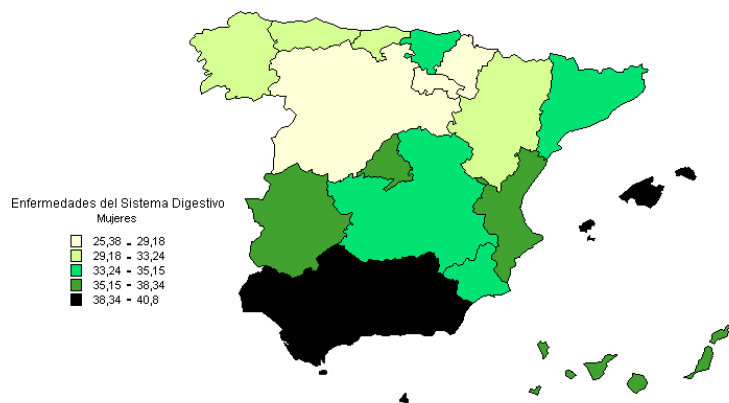 Enfermedades del Sistema Digestivo
Mujeres
25,38 - 29,18
29,18 - 33,24
33,24 - 35,15
35,15 - 38,34
38,34 - 40,8